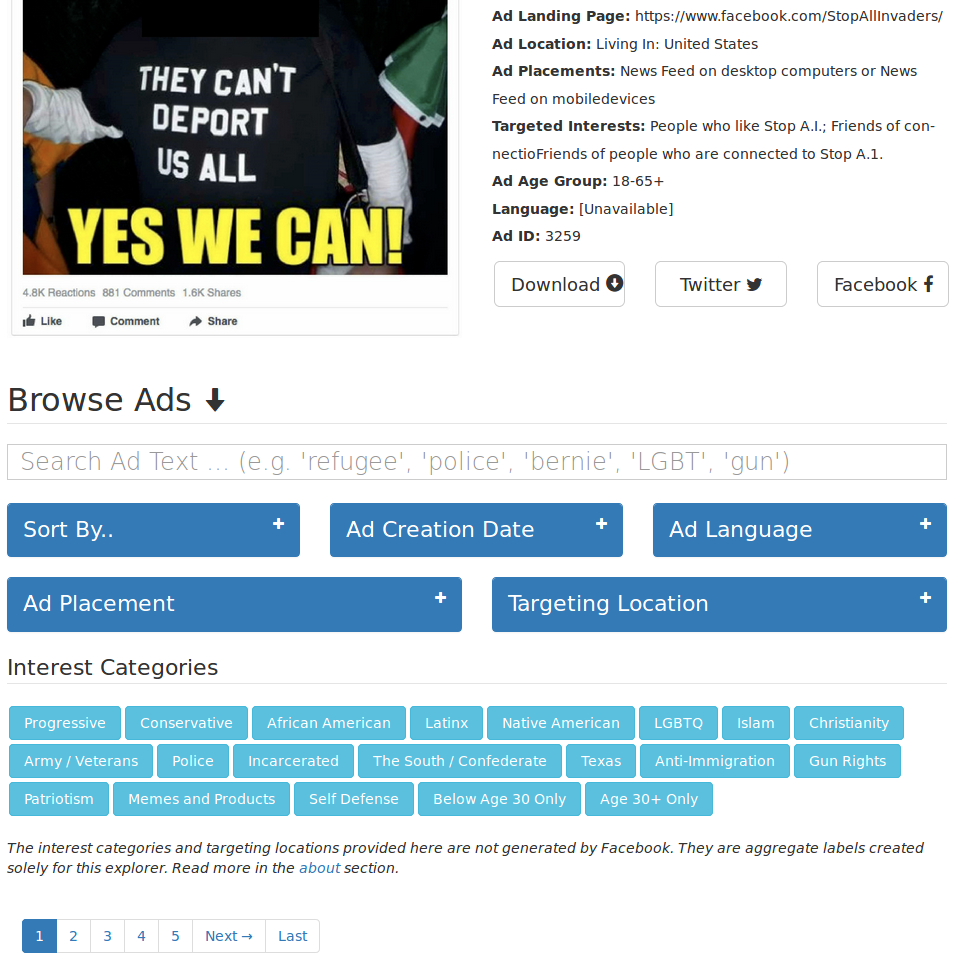 THEY CAN'T
DEPORT
US ALL
YES WE CAN!
4.8K Reactions 881 Comments 1.6K Shares
Like Comment Share
Ad Landing Page: https://www.facebook.com/StopAllInvaders/
Ad Location: Living In: United States
Ad Placements: News Feed on desktop computers or News
Feed on mobiledevices
Targeted Interests: People who like Stop A.I.; Friends of con-
nectioFriends of people who are connected to Stop A.1.
Ad Age Group: 18-65+
Language: [Unavailable]
Ad ID: 3259
Download Twitter Facebook
Browse Ads
Search Ad Text ... (e.g. 'refugee', 'police', 'bernie', 'LGBT', 'gun')
Sort By.. + Ad Creation Date + Ad Language +
Ad Placement + Targeting Location +
Interest Categories
Progressive Conservative African American Latinx Native American LGBTQ Islam Christianity
Army / Veterans Police Incarcerated The South / Confederate Texas Anti-Immigration Gun Rights
Patriotism Memes and Products Self Defense Below Age 30 Only Age 30+ Only
The interest categories and targeting locations provided here are not generated by Facebook. They are aggregate labels created
solely for this explorer. Read more in the about section.
1 2 3 4 5 Next → Last